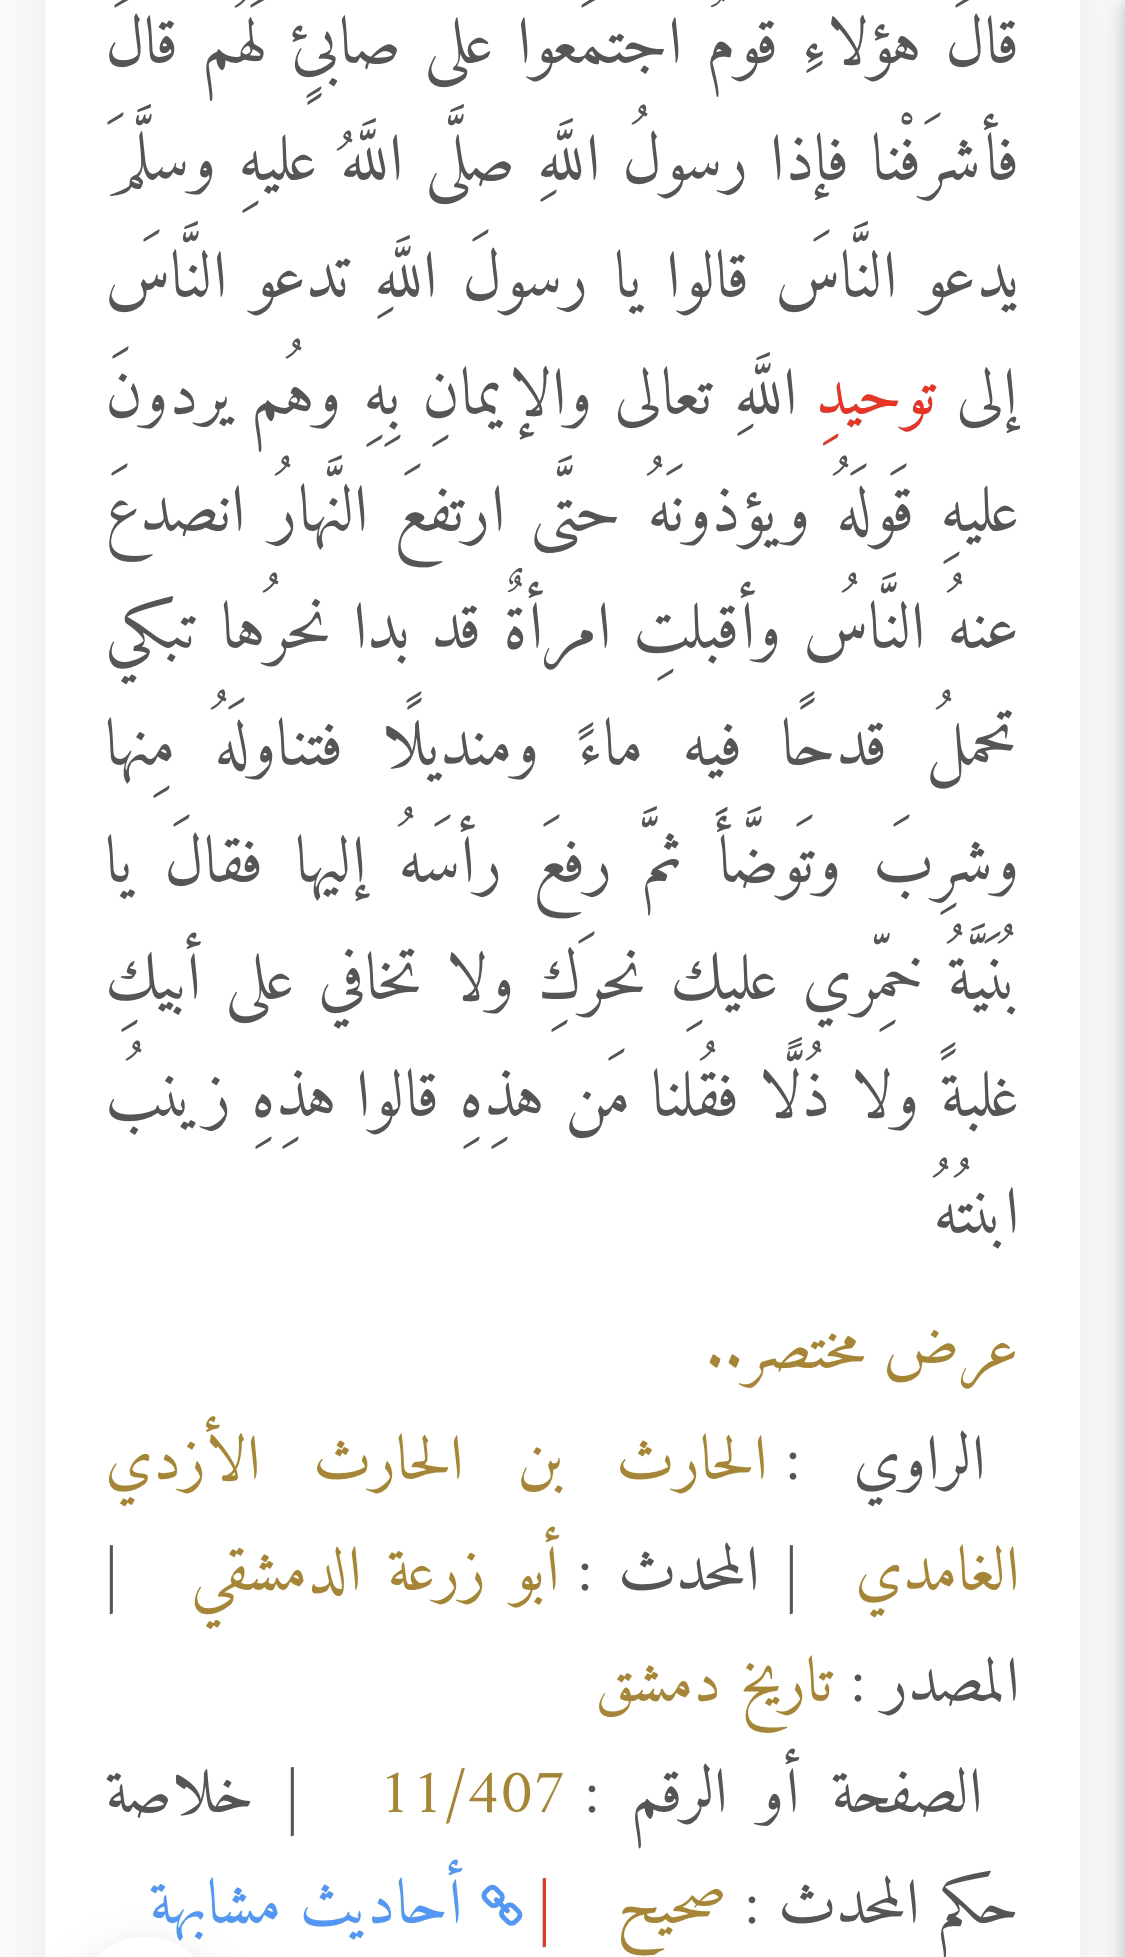 قالَ هؤلاءِ قومٌ اجتمَعوا على صابئٍ لَهُم قالَ
فأشرَفْنا فإذا رسولُ اللَّهِ صلَّى اللَّهُ عليهِ وسلَّمَ
يدعو النَّاسَ قالوا يا رسولَ اللَّهِ تدعو النَّاسَ
إلى توحيدِ اللَّهِ تعالى والإيمانِ بِهِ وهُم يردونَ
عليهِ قَولَهُ ويؤذونَهُ حتَّى ارتفعَ النَّهارُ انصدعَ
عنهُ النَّاسُ وأقبلتِ امرأةٌ قد بدا نحرُها تبكي
تحملُ قدحًا فيه ماءً ومنديلًا فتناولَهُ مِنها
وشرِبَ وتَوضَّأَ ثمَّ رفعَ رأسَهُ إليها فقالَ يا
بُنَيَّةُ خمِّري عليكِ نحرَكِ ولا تخافي على أبيكِ
غلبةً ولا ذُلًّا فقُلنا مَن هذِهِ قالوا هذِهِ زينبُ
ابنتُهُ
عرض مختصر..
الراوي : الحارث بن الحارث الأزدي
الغامدي | المحدث : أبو زرعة الدمشقي |
المصدر : تاريخ دمشق
الصفحة أو الرقم : 11/407 | خلاصة
حكم المحدث : صحيح | أحاديث مشابهة